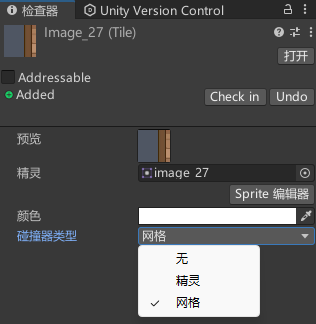 检查器 Unity Version Control
Image_27 (Tile)
打开
Addressable
Added Check in Undo
预览
精灵 image_27
Sprite 编辑器
颜色
碰撞器类型 网格
无
精灵
网格